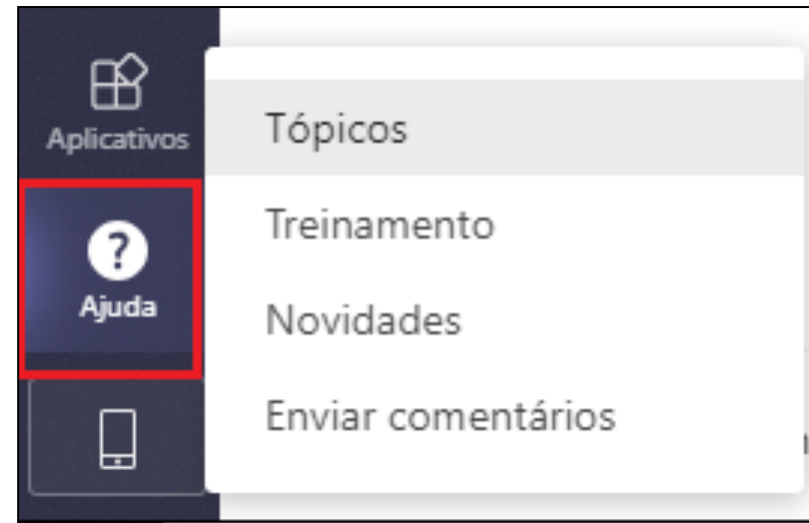 Aplicativos
Ajuda
Tópicos
Treinamento
Novidades
Enviar comentários